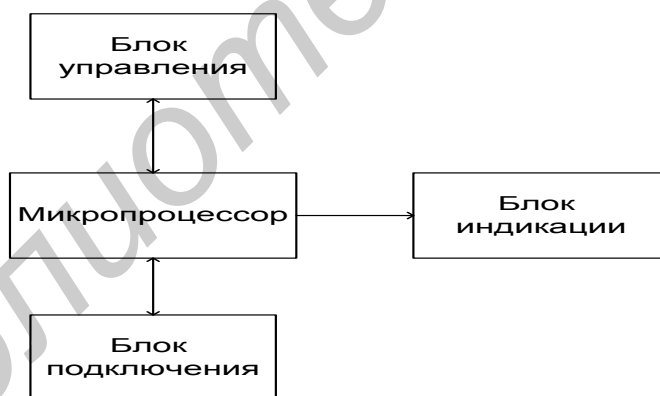 Блок
управления
Микропроцессор
Блок
индикации
Блок
подключения